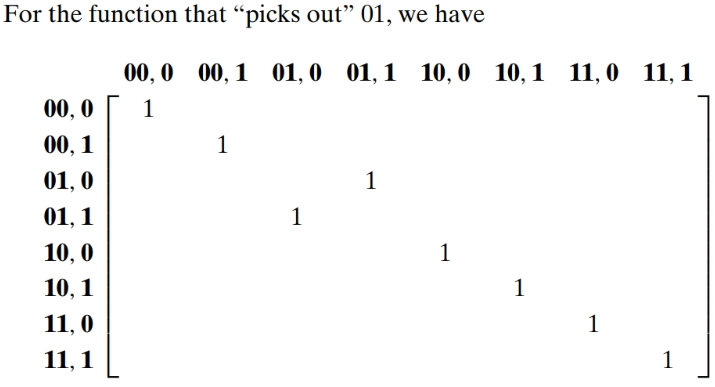 For the function that “picks out” 01, we have
00, 0 00, 1 01, 0 01, 1 10, 0 10, 1 11, 0 11, 1
00, 0 1
00, 1 1
01, 0 1
01, 1 1
10, 0 1
10, 1 1
11, 0 1
11, 1 1